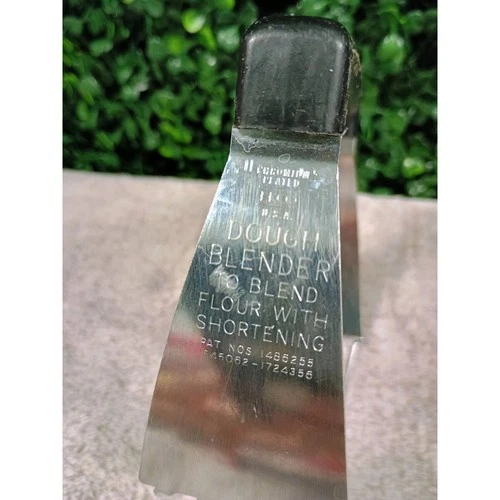 CHROMIUM
PLATED
U.S.A.
DOUGH
BLENDER
TO BLEND
FLOUR WITH
SHORTENING
PAT NOS 1486255
1724356